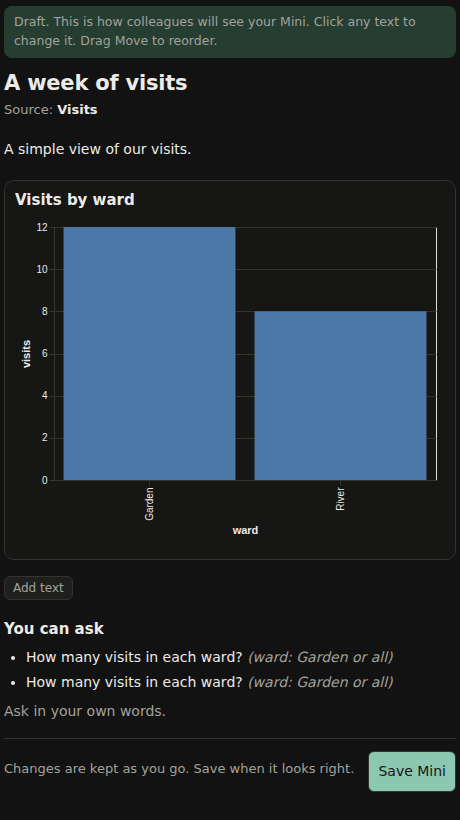 Draft. This is how colleagues will see your Mini. Click any text to
change it. Drag Move to reorder.
A week of visits
Source: Visits
A simple view of our visits.
Visits by ward
12
10
8
6
4
2
0
visits
Garden
River
ward
Add text
You can ask
• How many visits in each ward? (ward: Garden or all)
• How many visits in each ward? (ward: Garden or all)
Ask in your own words.
Changes are kept as you go. Save when it looks right.
Save Mini